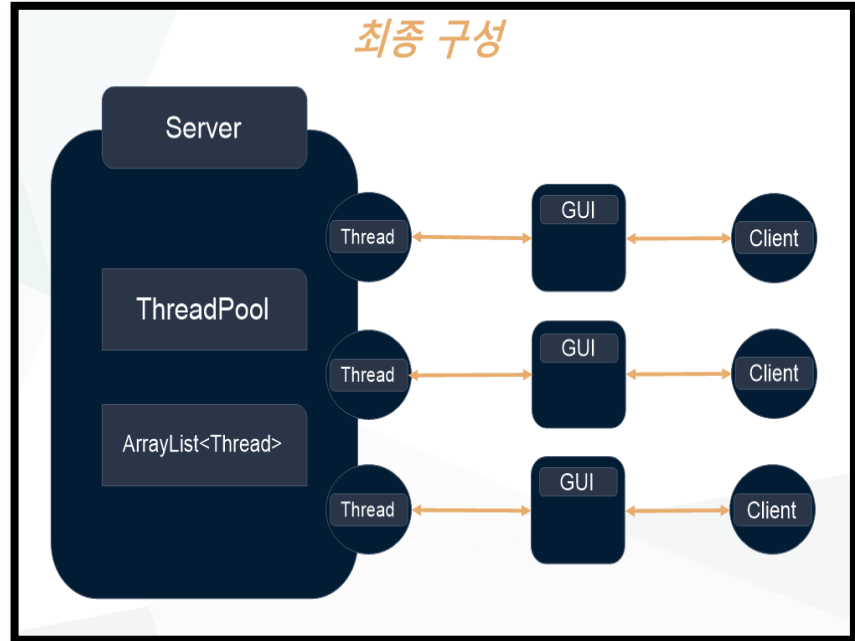 최종 구성
Server
ThreadPool
ArrayList<Thread>
Thread
GUI
Client
Thread
GUI
Client
Thread
GUI
Client